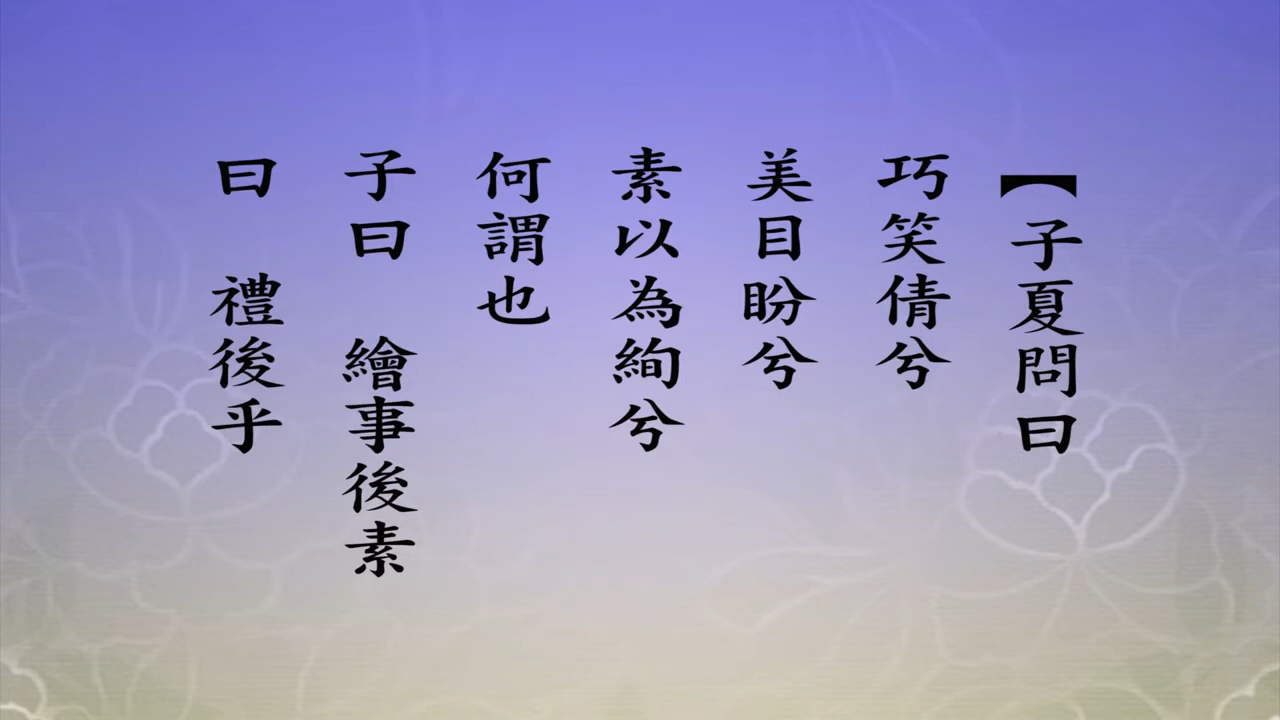 【子夏問曰
巧笑倩兮
美目盼兮
素以為絢兮
何謂也
子曰　繪事後素
曰　禮後乎